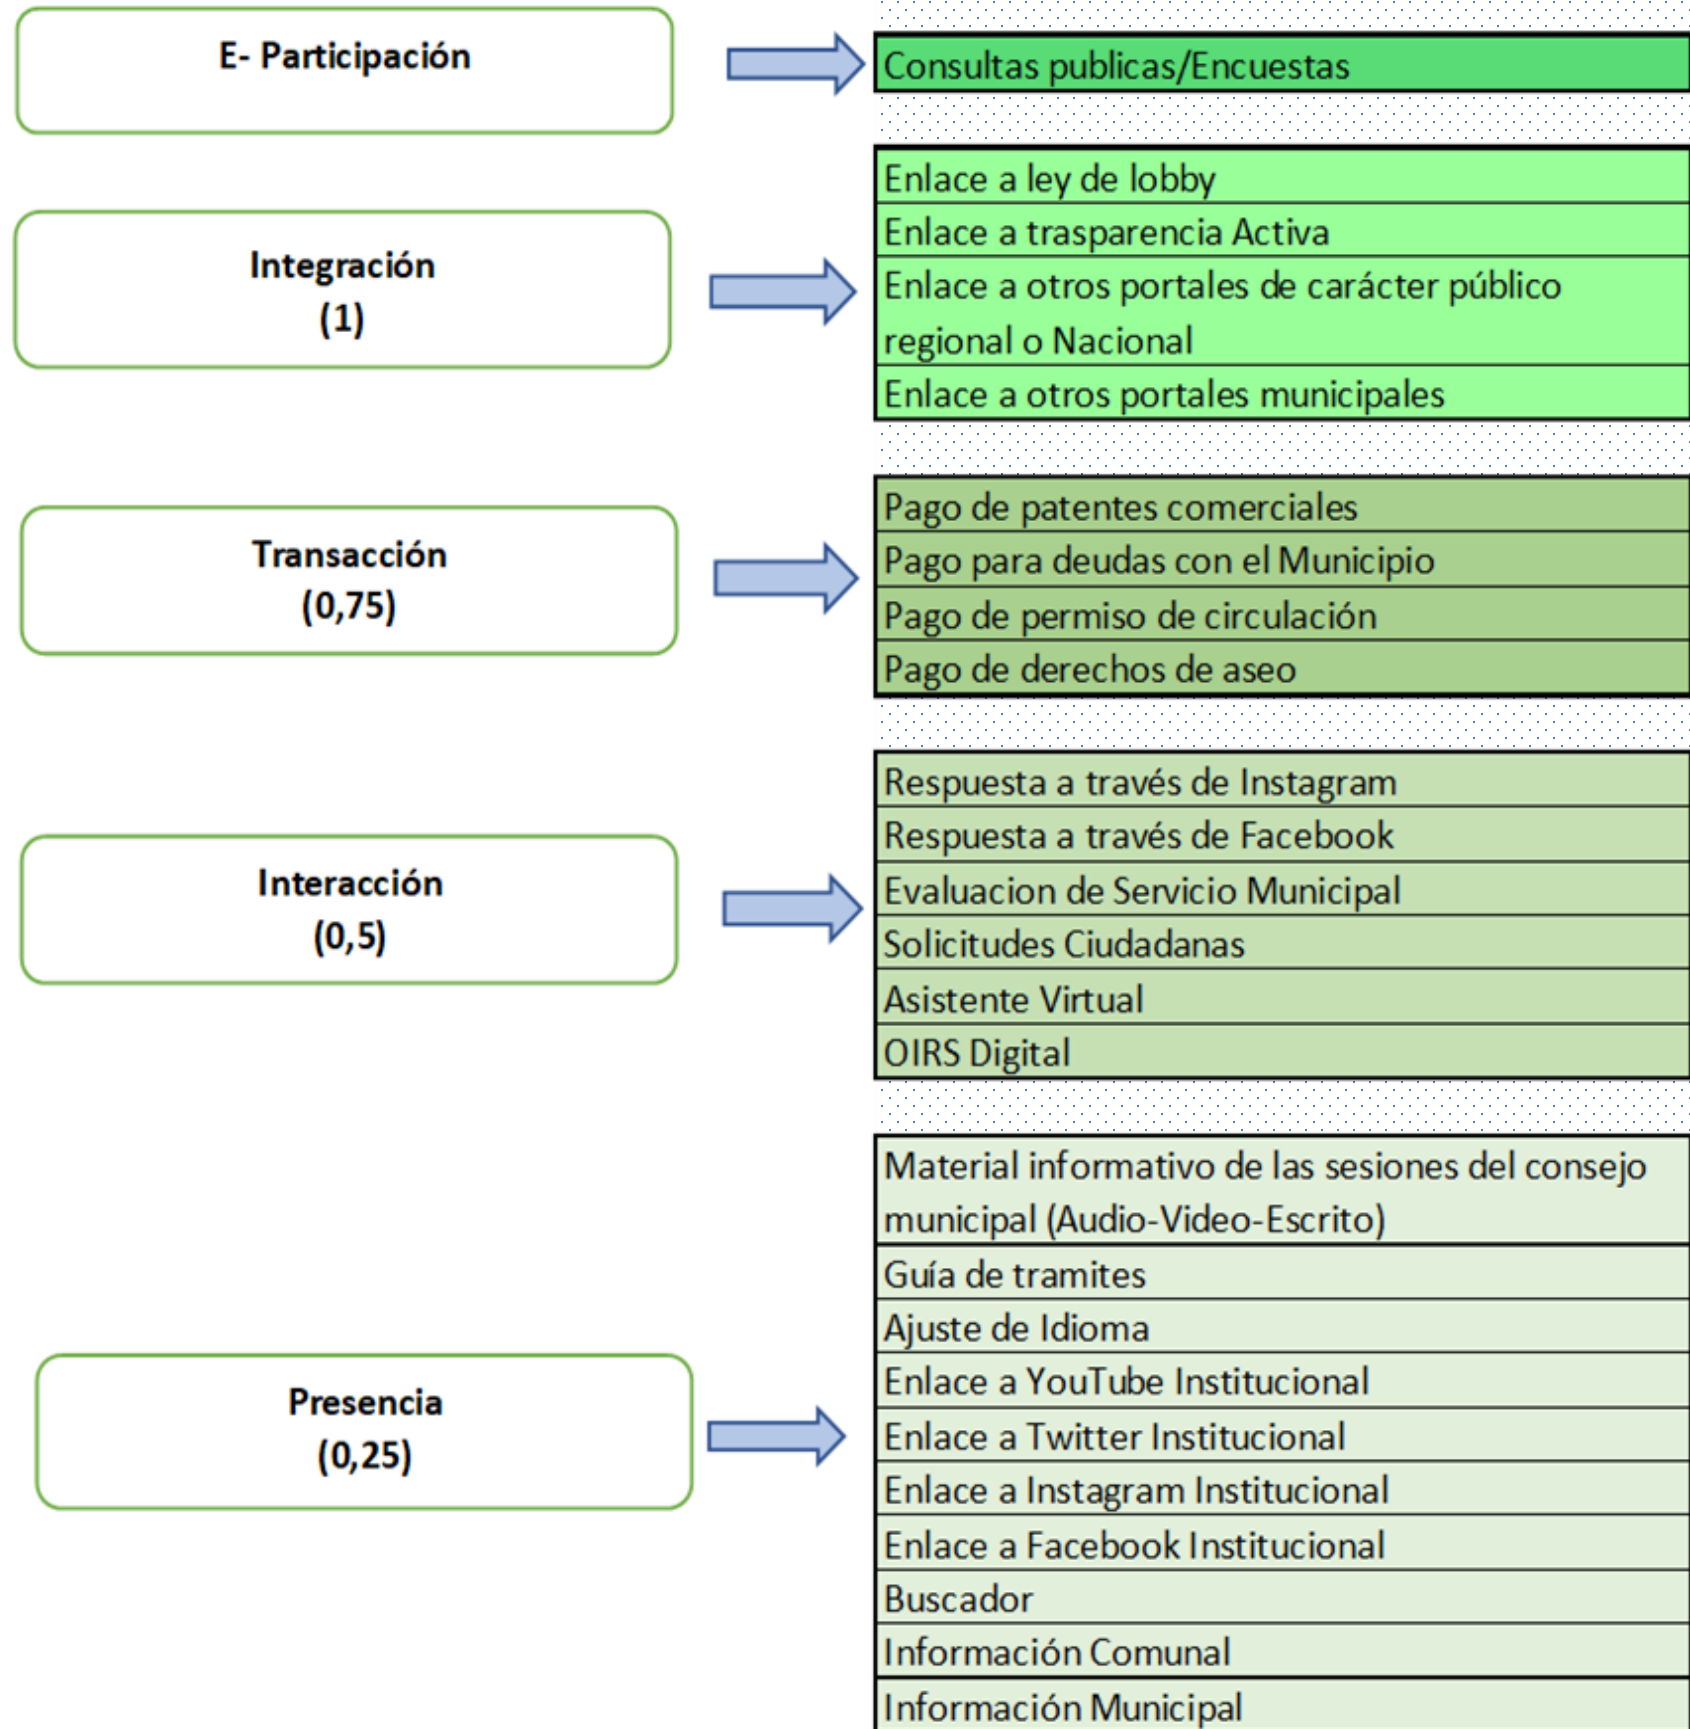 E- Participación
Consultas publicas/Encuestas
Integración
(1)
Enlace a ley de lobby
Enlace a trasparencia Activa
Enlace a otros portales de carácter público
regional o Nacional
Enlace a otros portales municipales
Transacción
(0,75)
Pago de patentes comerciales
Pago para deudas con el Municipio
Pago de permiso de circulación
Pago de derechos de aseo
Interacción
(0,5)
Respuesta a través de Instagram
Respuesta a través de Facebook
Evaluacion de Servicio Municipal
Solicitudes Ciudadanas
Asistente Virtual
OIRS Digital
Presencia
(0,25)
Material informativo de las sesiones del consejo
municipal (Audio-Video-Escrito)
Guía de tramites
Ajuste de Idioma
Enlace a YouTube Institucional
Enlace a Twitter Institucional
Enlace a Instagram Institucional
Enlace a Facebook Institucional
Buscador
Información Comunal
Información Municipal